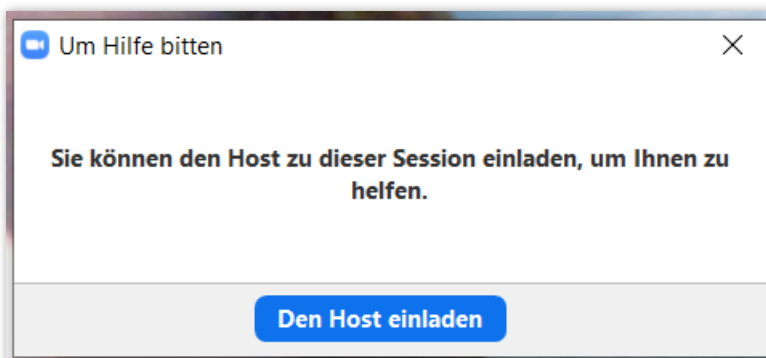 Um Hilfe bitten
Sie können den Host zu dieser Session einladen, um Ihnen zu
helfen.
Den Host einladen